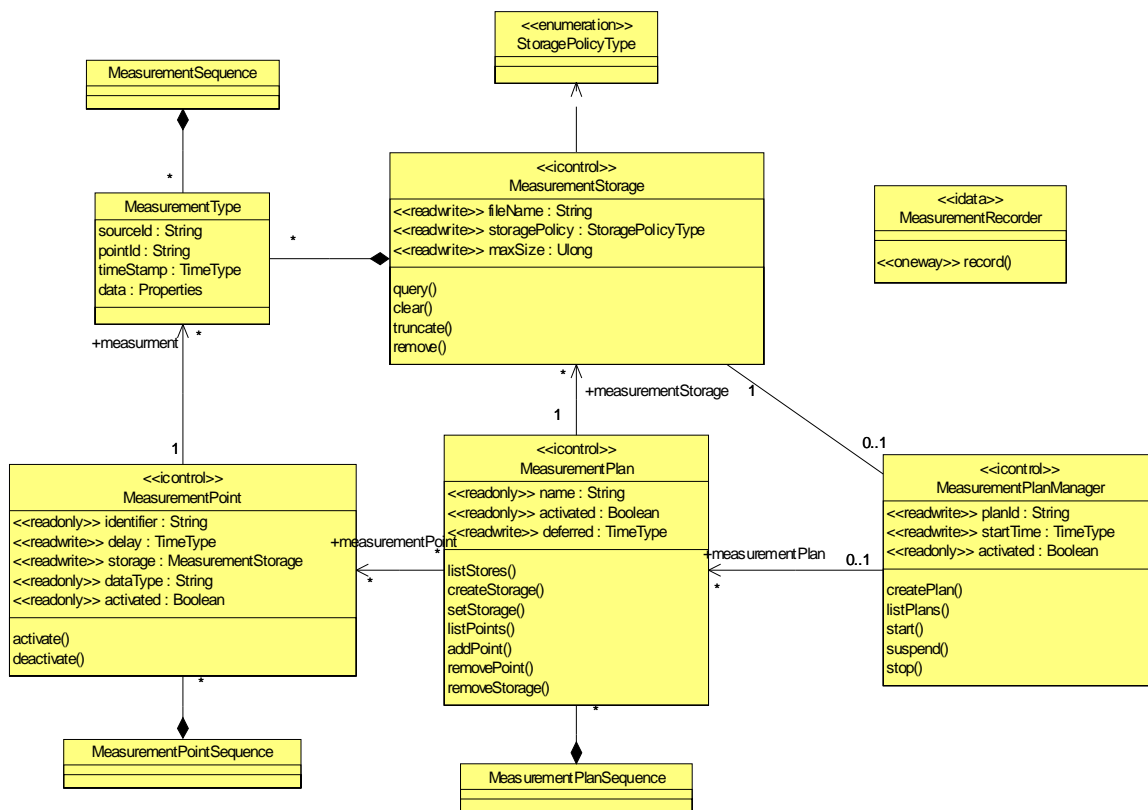 <<enumeration>>
StoragePolicyType
MeasurementSequence
*
<<icontrol>>
MeasurementStorage
<<readwrite>> fileName : String
<<readwrite>> storagePolicy : StoragePolicyType
<<readwrite>> maxSize : Ulong
query()
clear()
truncate()
remove()
<<idata>>
MeasurementRecorder
<<oneway>> record()
MeasurementType
sourceId : String
pointId : String
timeStamp : TimeType
data : Properties
*
+measurment
*
1
*
+measurementStorage
1
1
0..1
<<icontrol>>
MeasurementPoint
<<readonly>> identifier : String
<<readwrite>> delay : TimeType
<<readwrite>> storage : MeasurementStorage
<<readonly>> dataType : String
<<readonly>> activated : Boolean
activate()
deactivate()
+measurementPoint
*
*
<<icontrol>>
MeasurementPlan
<<readonly>> name : String
<<readonly>> activated : Boolean
<<readwrite>> deferred : TimeType
listStores()
createStorage()
setStorage()
listPoints()
addPoint()
removePoint()
removeStorage()
+measurementPlan
0..1
*
<<icontrol>>
MeasurementPlanManager
<<readwrite>> planId : String
<<readwrite>> startTime : TimeType
<<readonly>> activated : Boolean
createPlan()
listPlans()
start()
suspend()
stop()
*
MeasurementPointSequence
*
MeasurementPlanSequence